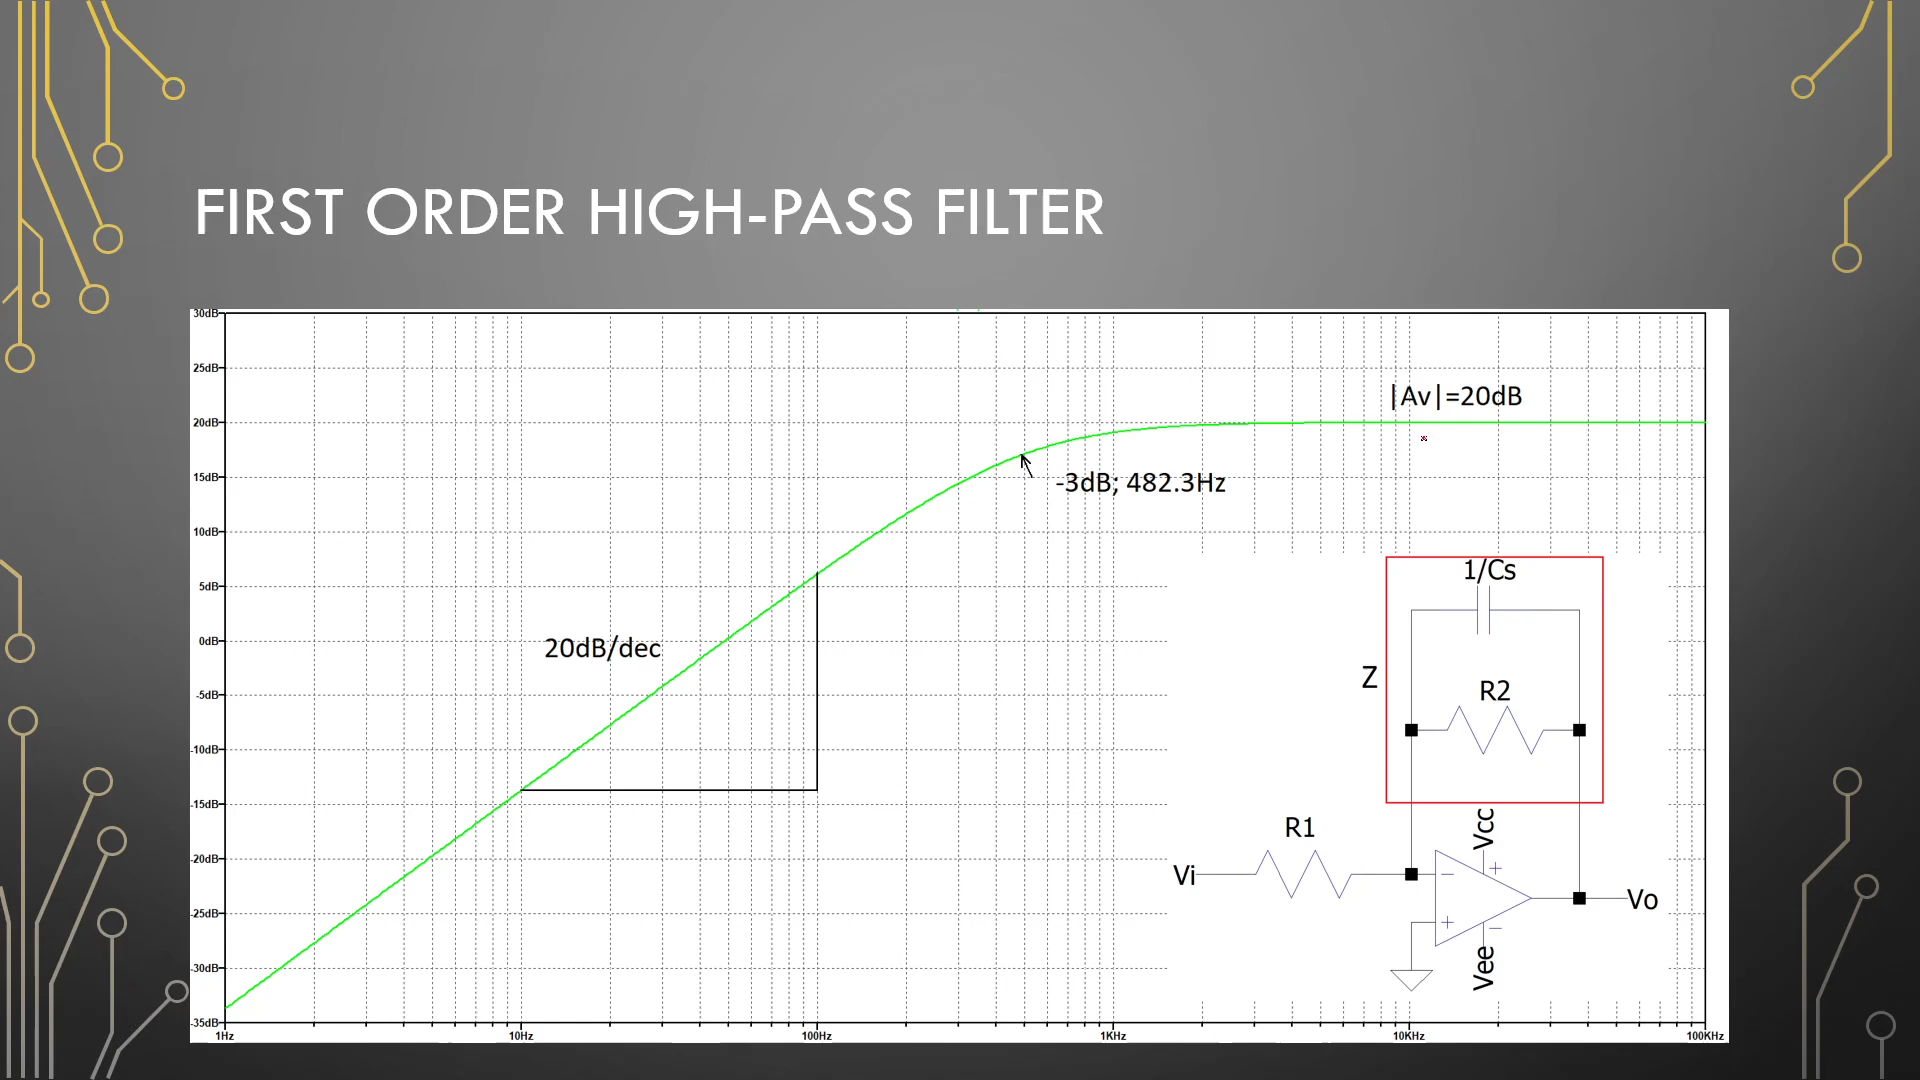 FIRST ORDER HIGH-PASS FILTER
30dB
25dB
|Av|=20dB
20dB
15dB
-3dB; 482.3Hz
10dB
5dB
0dB
20dB/dec
-5dB
-10dB
-15dB
-20dB
-25dB
-30dB
-35dB
1/Cs
Z
R2
Vcc
R1
Vi
Vo
Vee
1Hz
10Hz
100Hz
1KHz
10KHz
100KHz